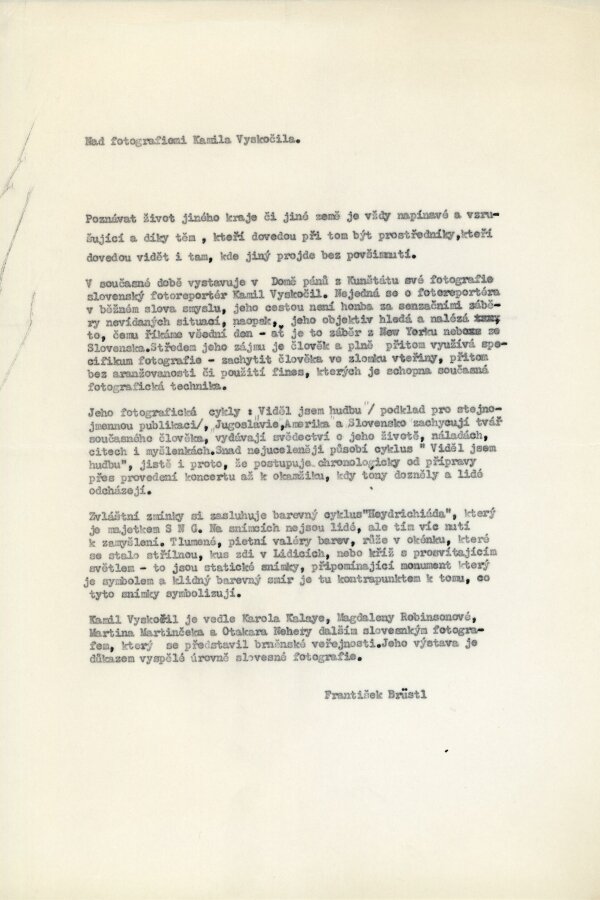 Nad fotografiemi Kamila Vyskočila.
Poznávat život jiného kraje či jiné země je vždy napínavé a vzru-
šující a díky těm , kteří dovedou při tom být prostředníky,kteří
dovedou vidět i tam, kde jiný projde bez povšimnutí.
V současné době vystavuje v Domě pánů z Kunštátu své fotografie
slovenský fotoreportér Kamil Vyskočil. Nejedná se o fotoreportéra
v běžném slova smyslu, jeho cestou není honba za senzačními zábě-
ry nevídaných situací, naopak, jeho objektiv hledá a nalézá
to, čemu říkáme všední den - ať je to záběr z New Yorku nebo ze
Slovenska.Středem jeho zájmu je člověk a plně přitom využívá spe-
cifikum fotografie - zachytit člověka ve zlomku vteřiny, přitom
bez aranžovanosti či použití fines, kterých je schopna současná
fotografická technika.
Jeho fotografická cykly : "Viděl jsem hudbu"/ podklad pro stejno-
jmennou publikaci/, "Jugoslávie,"Amerika"a Slovensko zachycují tvář
současného člověka, vydávají svědectví o jeho životě, náladách,
citech i myšlenkách.Snad nejuceleněji působí cyklus " Viděl jsem
hudbu", jistě i proto, že postupuje chronologicky od přípravy
přes provedení koncertu až k okamžiku, kdy tóny dozněly a lidé
odcházejí.
Zvláštní zmínky si zasluhuje barevný cyklus"Heydrichiáda", který
je majetkem S N G. Na snímcích nejsou lidé, ale tím víc nutí
k zamyšlení. Tlumené, pietní valéry barev, růže v okénku, které
se stalo střílnou, kus zdi v Lidicích, nebo kříž s prosvítajícím
světlem - to jsou statické snímky, připomínající monument který
je symbolem a klidný barevný smír je tu kontrapunktem k tomu, co
tyto snímky symbolizují.
Kamil Vyskočil je vedle Karola Kalaye, Magdaleny Robinsonové,
Martina Martinčeka a Otakara Nehery dalším slovesnkým fotogra-
fem, který se představil brněnské veřejnosti.Jeho výstava je
důkazem vyspělé úrovně slovesné fotografie.
František Brüstl